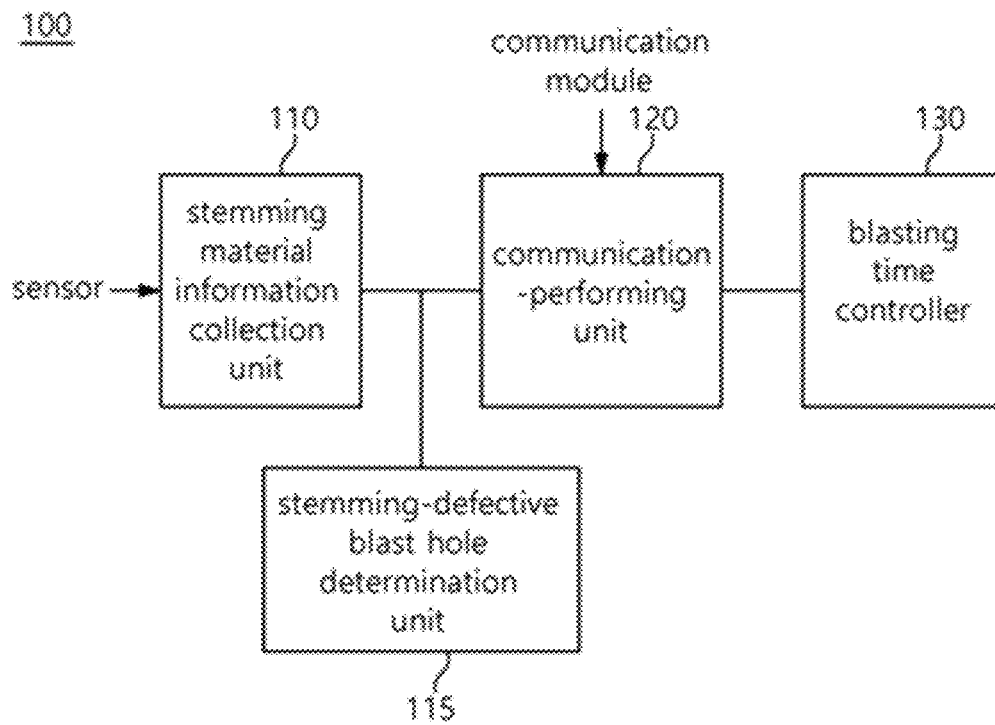 100
communication
module
110
120
130
sensor
stemming
material
information
collection
unit
communication
-performing
unit
blasting
time
controller
stemming-defective
blast hole
determination
unit
115